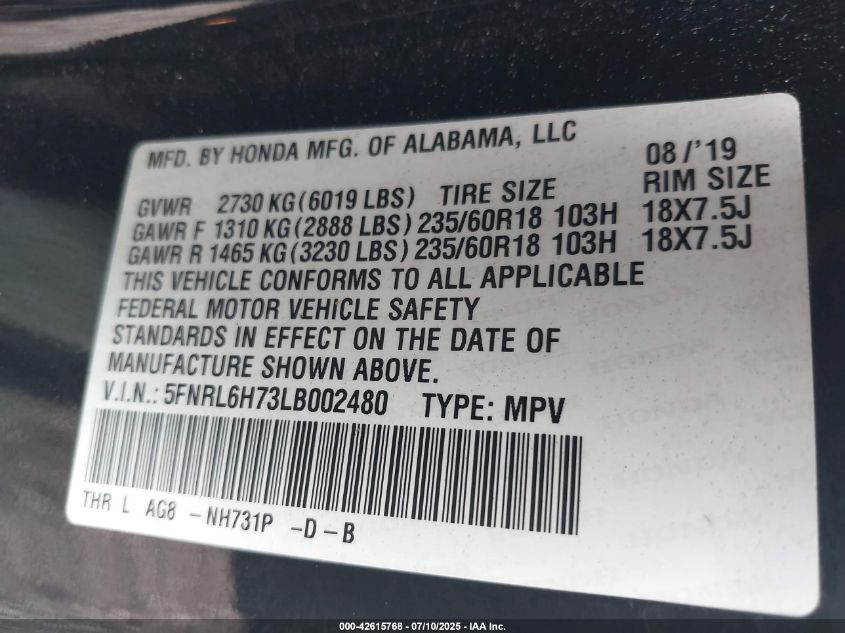 MFD. BY HONDA MFG. OF ALABAMA, LLC 08/'19
GVWR 2730 KG(6019 LBS) TIRE SIZE RIM SIZE
GAWR F 1310 KG(2888 LBS) 235/60R18 103H 18X7.5J
GAWR R 1465 KG(3230 LBS) 235/60R18 103H 18X7.5J
THIS VEHICLE CONFORMS TO ALL APPLICABLE
FEDERAL MOTOR VEHICLE SAFETY
STANDARDS IN EFFECT ON THE DATE OF
MANUFACTURE SHOWN ABOVE.
V.I.N.: 5FNRL6H73LB002480 TYPE: MPV
THR L AG8 -NH731P -D-B
000-42615768 - 07/10/2025 - IAA Inc.